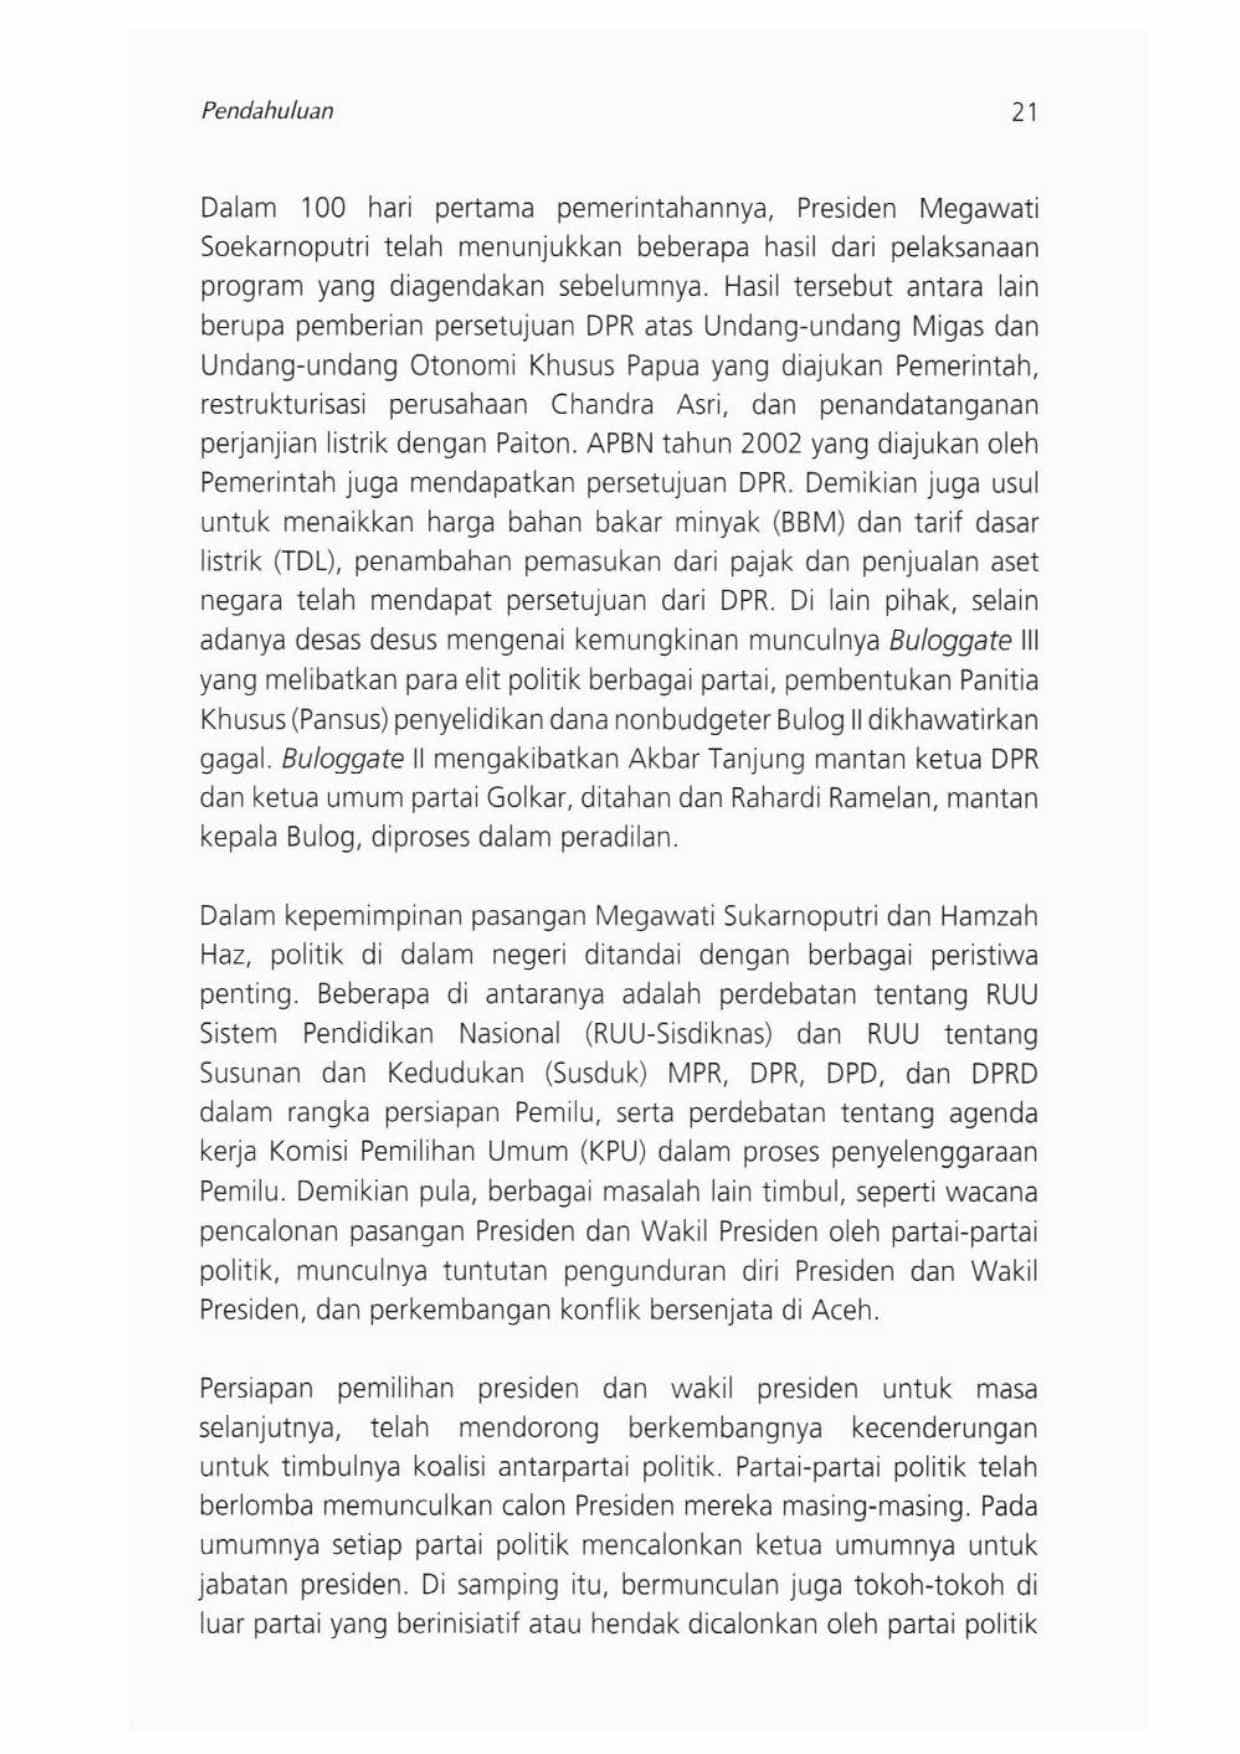 Pendahuluan 21
Dalam 100 hari pertama pemerintahannya, Presiden Megawati
Soekarnoputri telah menunjukkan beberapa hasil dari pelaksanaan
program yang diagendakan sebelumnya. Hasil tersebut antara lain
berupa pemberian persetujuan DPR atas Undang-undang Migas dan
Undang-undang Otonomi Khusus Papua yang diajukan Pemerintah,
restrukturisasi perusahaan Chandra Asri, dan penandatanganan
perjanjian listrik dengan Paiton. APBN tahun 2002 yang diajukan oleh
Pemerintah juga mendapatkan persetujuan DPR. Demikian juga usul
untuk menaikkan harga bahan bakar minyak (BBM) dan tarif dasar
listrik (TDL), penambahan pemasukan dari pajak dan penjualan aset
negara telah mendapat persetujuan dari DPR. Di lain pihak, selain
adanya desas desus mengenai kemungkinan munculnya Buloggate III
yang melibatkan para elit politik berbagai partai, pembentukan Panitia
Khusus (Pansus) penyelidikan dana nonbudgeter Bulog II dikhawatirkan
gagal. Buloggate II mengakibatkan Akbar Tanjung mantan ketua DPR
dan ketua umum partai Golkar, ditahan dan Rahardi Ramelan, mantan
kepala Bulog, diproses dalam peradilan.
Dalam kepemimpinan pasangan Megawati Sukarnoputri dan Hamzah
Haz, politik di dalam negeri ditandai dengan berbagai peristiwa
penting. Beberapa di antaranya adalah perdebatan tentang RUU
Sistem Pendidikan Nasional (RUU-Sisdiknas) dan RUU tentang
Susunan dan Kedudukan (Susduk) MPR, DPR, DPD, dan DPRD
dalam rangka persiapan Pemilu, serta perdebatan tentang agenda
kerja Komisi Pemilihan Umum (KPU) dalam proses penyelenggaraan
Pemilu. Demikian pula, berbagai masalah lain timbul, seperti wacana
pencalonan pasangan Presiden dan Wakil Presiden oleh partai-partai
politik, munculnya tuntutan pengunduran diri Presiden dan Wakil
Presiden, dan perkembangan konflik bersenjata di Aceh.
Persiapan pemilihan presiden dan wakil presiden untuk masa
selanjutnya, telah mendorong berkembangnya kecenderungan
untuk timbulnya koalisi antarpartai politik. Partai-partai politik telah
berlomba memunculkan calon Presiden mereka masing-masing. Pada
umumnya setiap partai politik mencalonkan ketua umumnya untuk
jabatan presiden. Di samping itu, bermunculan juga tokoh-tokoh di
luar partai yang berinisiatif atau hendak dicalonkan oleh partai politik